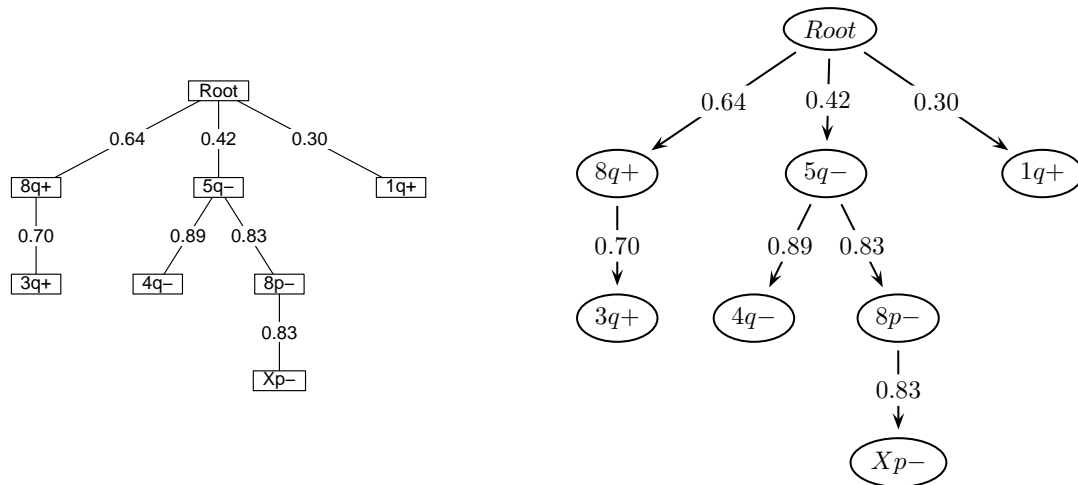 Root
0.64 0.42 0.30
8q+ 5q− 1q+
0.70 0.89 0.83
3q+ 4q− 8p−
0.83
Xp−
Root
0.64 0.42 0.30
8q+ 5q− 1q+
0.70 0.89 0.83
3q+ 4q− 8p−
0.83
Xp−